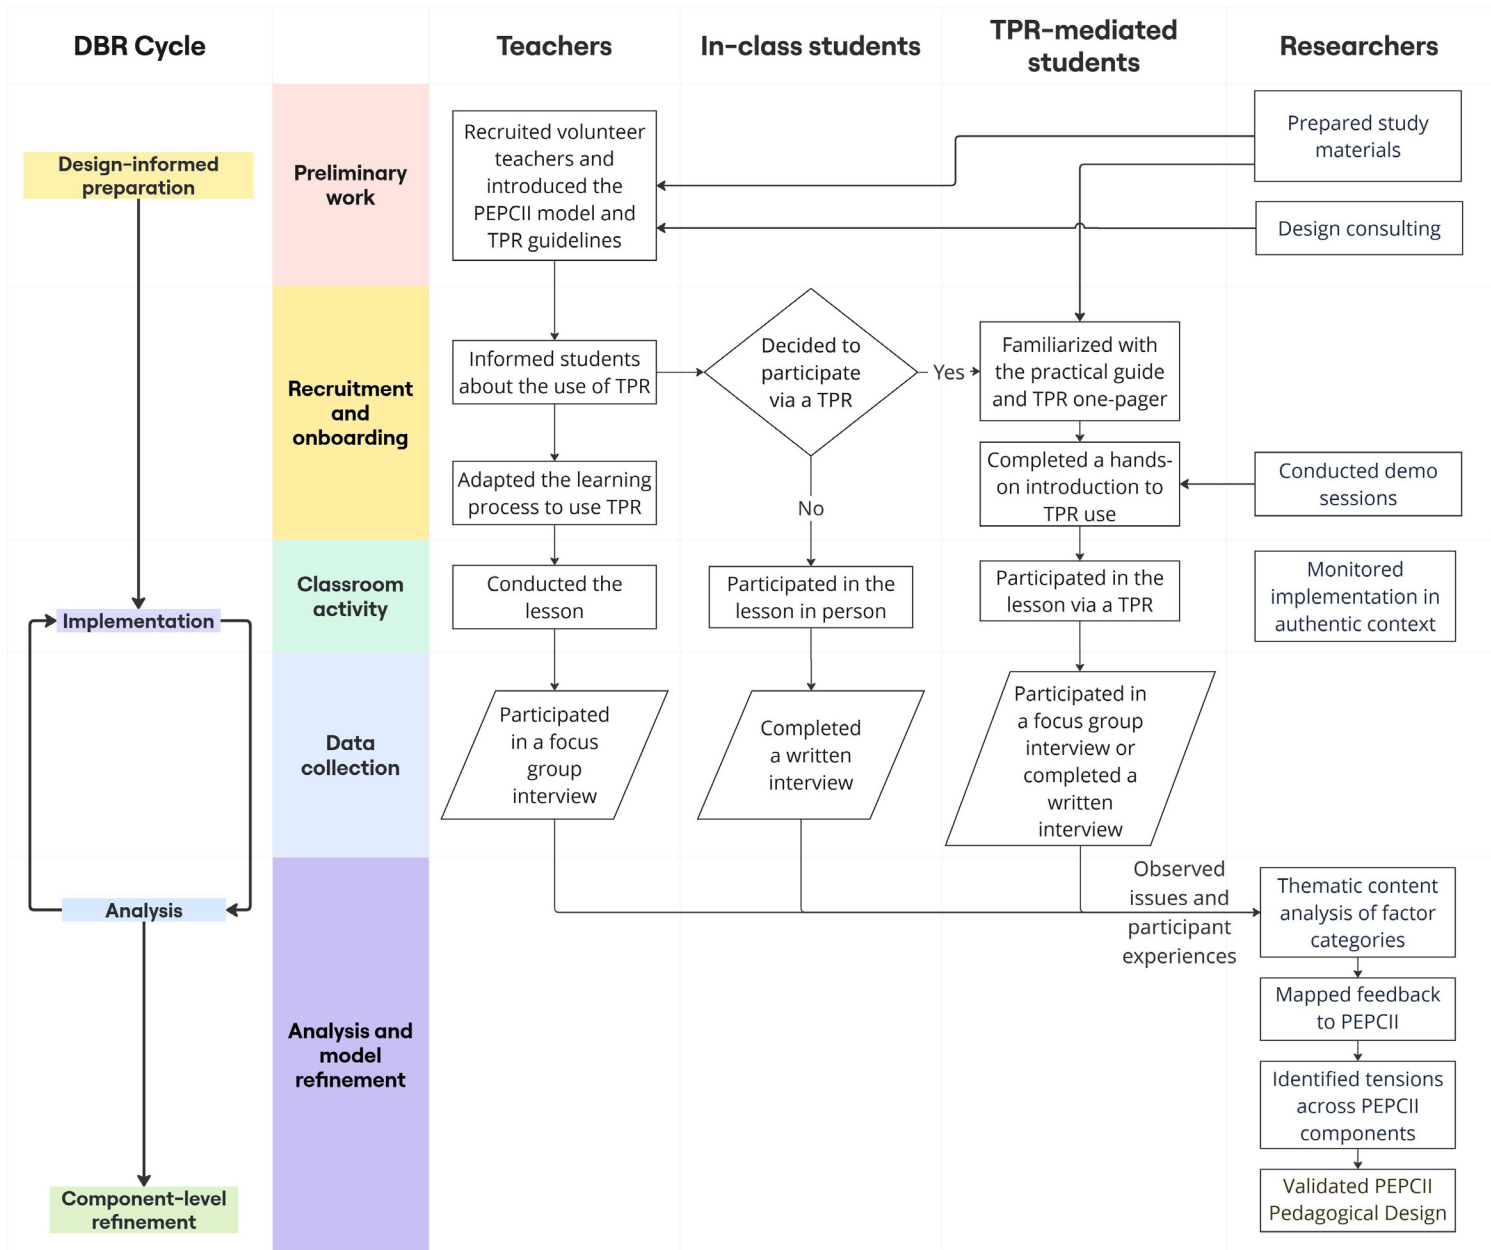 DBR Cycle
Teachers
In-class students
TPR-mediated
students
Researchers
Design-informed
preparation
Preliminary
work
Recruited volunteer
teachers and
introduced the
PEPCII model and
TPR guidelines
Prepared study
materials
Design consulting
Recruitment
and
onboarding
Informed students
about the use of TPR
Decided to
participate
via a TPR
Yes
Familiarized with
the practical guide
and TPR one-pager
Adapted the learning
process to use TPR
No
Completed a hands-
on introduction to
TPR use
Conducted demo
sessions
Implementation
Classroom
activity
Conducted the
lesson
Participated in the
lesson in person
Participated in the
lesson via a TPR
Monitored
implementation in
authentic context
Data
collection
Participated
in a focus
group
interview
Completed
a written
interview
Participated in
a focus group
interview or
completed a
written
interview
Analysis
Analysis and
model
refinement
Observed
issues and
participant
experiences
Thematic content
analysis of factor
categories
Mapped feedback
to PEPCII
Identified tensions
across PEPCII
components
Validated PEPCII
Pedagogical Design
Component-level
refinement